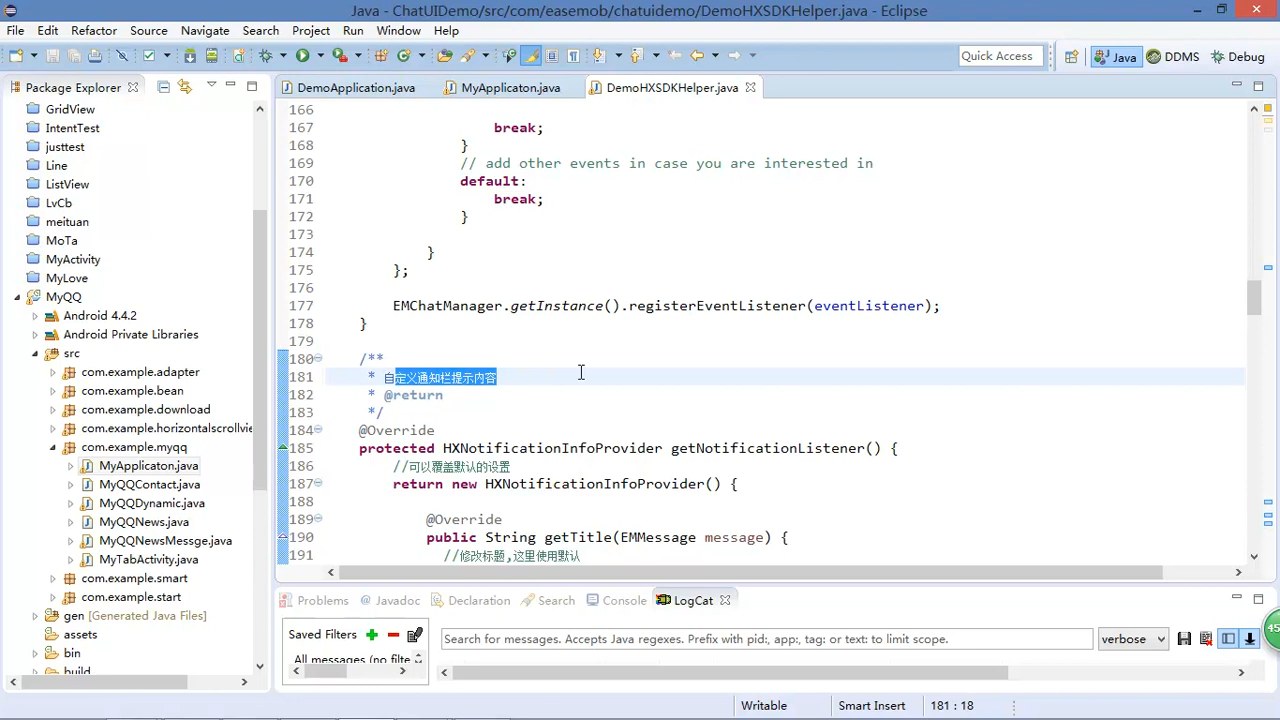 Java - ChatUIDemo/src/com/easemob/chatuidemo/DemoHXSDKHelper.java - Eclipse
File Edit Refactor Source Navigate Search Project Run Window Help
Quick Access Java DDMS Debug
Package Explorer
GridView
IntentTest
justtest
Line
ListView
LvCb
meituan
MoTa
MyActivity
MyLove
MyQQ
Android 4.4.2
Android Private Libraries
src
com.example.adapter
com.example.bean
com.example.download
com.example.horizontalscrollvie
com.example.myqq
MyApplicaton.java
MyQQContact.java
MyQQDynamic.java
MyQQNews.java
MyQQNewsMessge.java
MyTabActivity.java
com.example.smart
com.example.start
gen [Generated Java Files]
assets
bin
build
DemoApplication.java MyApplicaton.java DemoHXSDKHelper.java
166
167 break;
168 }
169 // add other events in case you are interested in
170 default:
171 break;
172 }
173
174 }
175 };
176
177 EMChatManager.getInstance().registerEventListener(eventListener);
178 }
179
180 /**
181 * 自定义通知栏提示内容
182 * @return
183 */
184 @Override
185 protected HXNotificationInfoProvider getNotificationListener() {
186 //可以覆盖默认的设置
187 return new HXNotificationInfoProvider() {
188
189 @Override
190 public String getTitle(EMMessage message) {
191 //修改标题,这里使用默认
Problems Javadoc Declaration Search Console LogCat
Saved Filters
All messages (no filte
Search for messages. Accepts Java regexes. Prefix with pid:, app:, tag: or text: to limit scope.
verbose
45
Writable Smart Insert 181 : 18